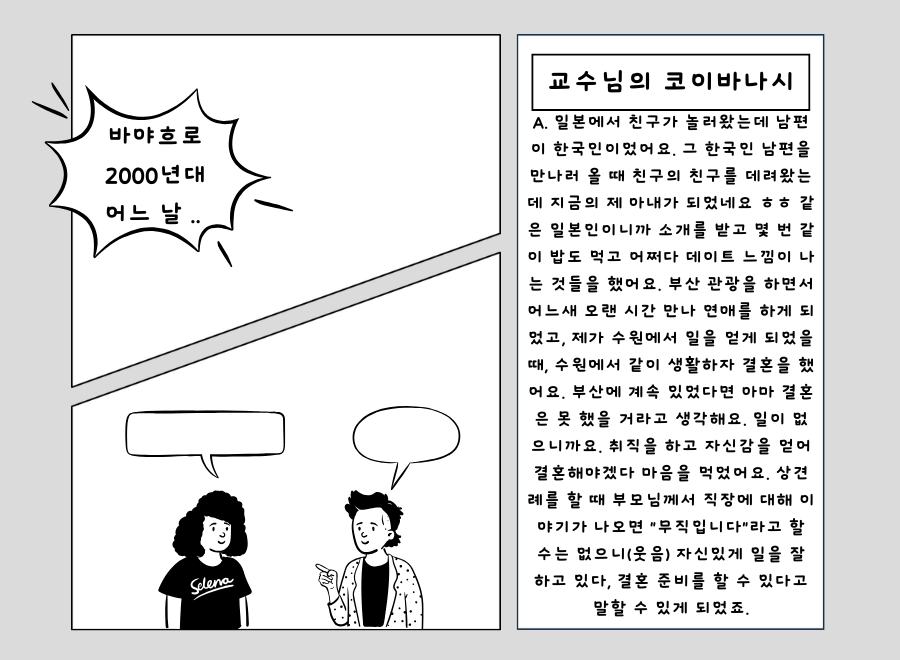 바야흐로
2000년대
어느 날 ..
Selena
교수님의 코이바나시
A. 일본에서 친구가 놀러왔는데 남편
이 한국인이었어요. 그 한국인 남편을
만나러 올 때 친구의 친구를 데려왔는
데 지금의 제 아내가 되었네요 ㅎㅎ 같
은 일본인이니까 소개를 받고 몇 번 같
이 밥도 먹고 어쩌다 데이트 느낌이 나
는 것들을 했어요. 부산 관광을 하면서
어느새 오랜 시간 만나 연애를 하게 되
었고, 제가 수원에서 일을 얻게 되었을
때, 수원에서 같이 생활하자 결혼을 했
어요. 부산에 계속 있었다면 아마 결혼
은 못 했을 거라고 생각해요. 일이 없
으니까요. 취직을 하고 자신감을 얻어
결혼해야겠다 마음을 먹었어요. 상견
례를 할 때 부모님께서 직장에 대해 이
야기가 나오면 "무직입니다"라고 할
수는 없으니(웃음) 자신있게 일을 잘
하고 있다, 결혼 준비를 할 수 있다고
말할 수 있게 되었죠.